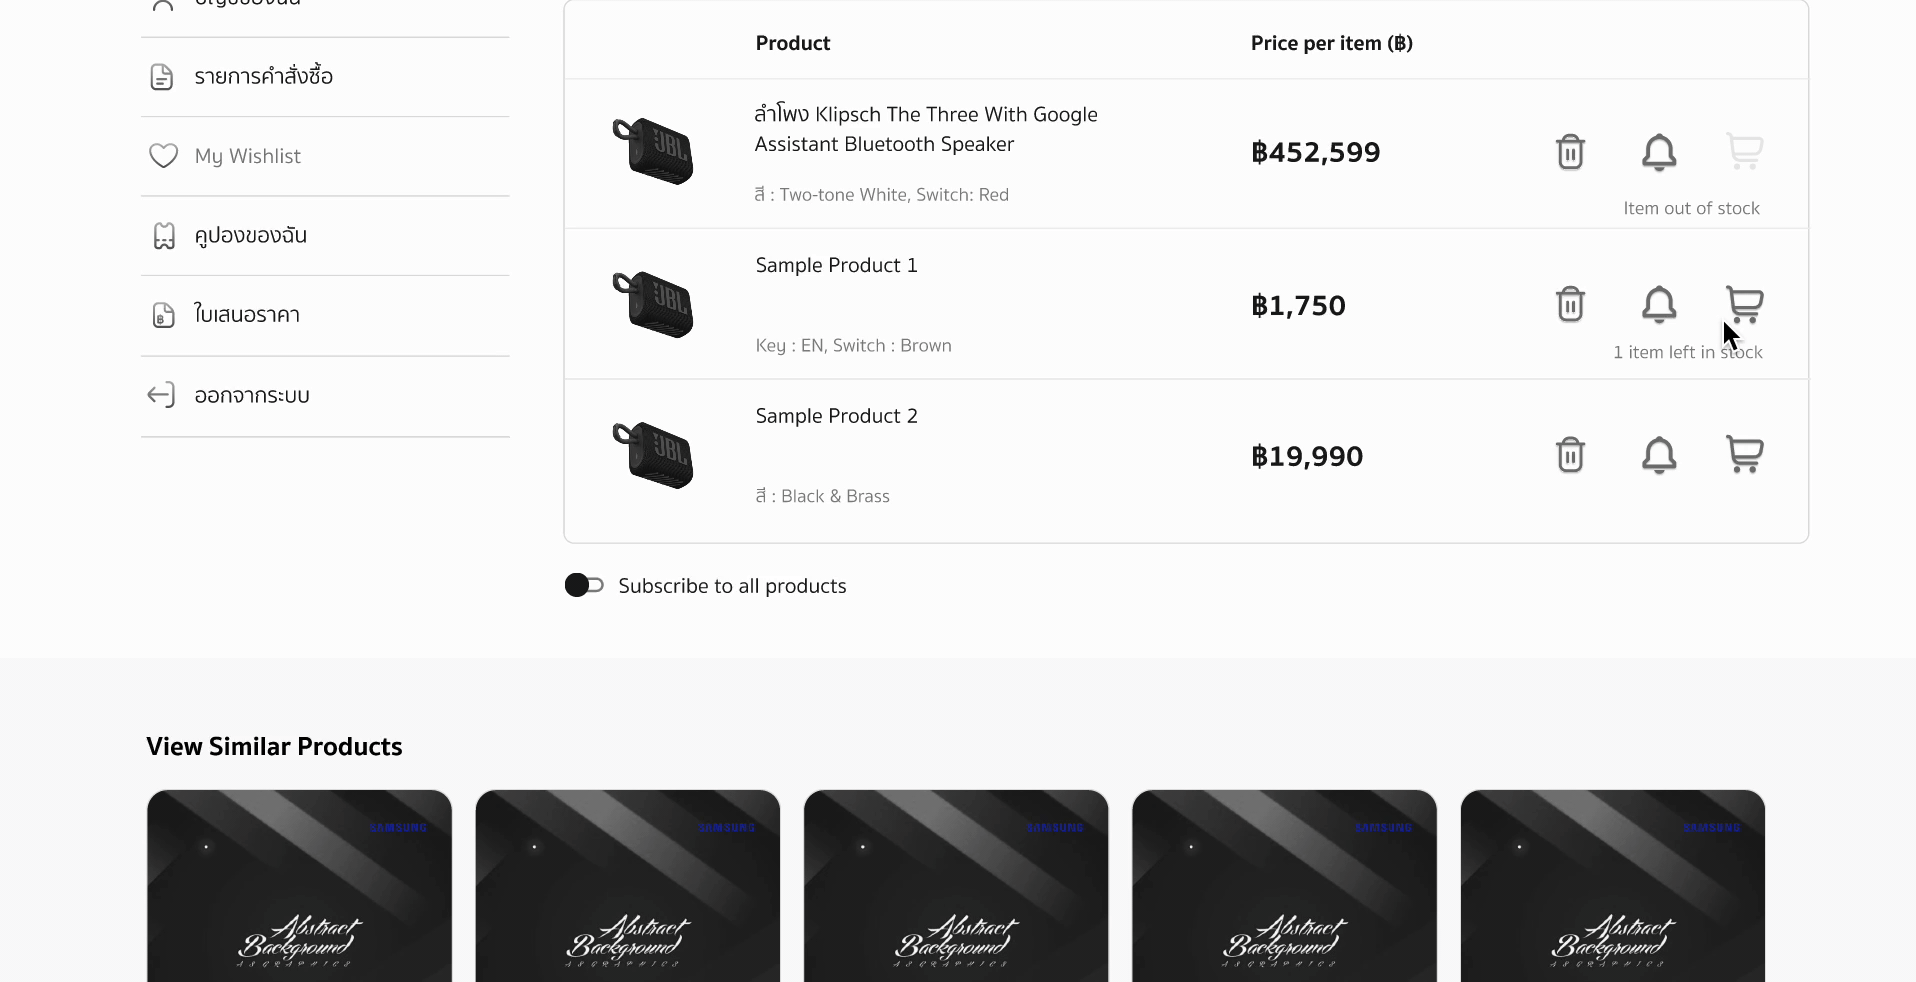 รายการคำสั่งซื้อ
My Wishlist
คูปองของฉัน
ใบเสนอราคา
ออกจากระบบ
Product
Price per item (฿)
JBL
ลำโพง Klipsch The Three With Google
Assistant Bluetooth Speaker
สี : Two-tone White, Switch: Red
฿452,599
Item out of stock
JBL
Sample Product 1
Key : EN, Switch : Brown
฿1,750
1 item left in stock
JBL
Sample Product 2
สี : Black & Brass
฿19,990
Subscribe to all products
View Similar Products
SAMSUNG
Abstract
Background
ASGRAPHICS
SAMSUNG
Abstract
Background
ASGRAPHICS
SAMSUNG
Abstract
Background
ASGRAPHICS
SAMSUNG
Abstract
Background
ASGRAPHICS
SAMSUNG
Abstract
Background
ASGRAPHICS